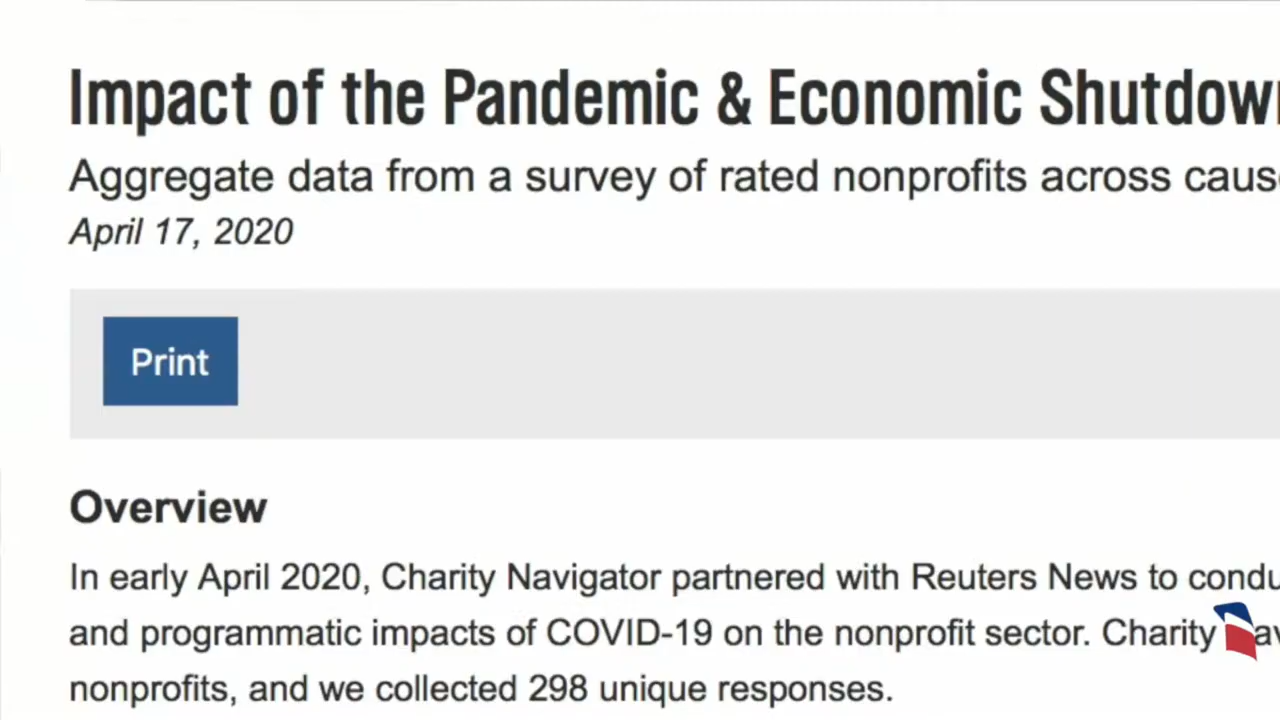 Impact of the Pandemic & Economic Shutdow
Aggregate data from a survey of rated nonprofits across caus
April 17, 2020
Print
Overview
In early April 2020, Charity Navigator partnered with Reuters News to condu
and programmatic impacts of COVID-19 on the nonprofit sector. Charity av
nonprofits, and we collected 298 unique responses.